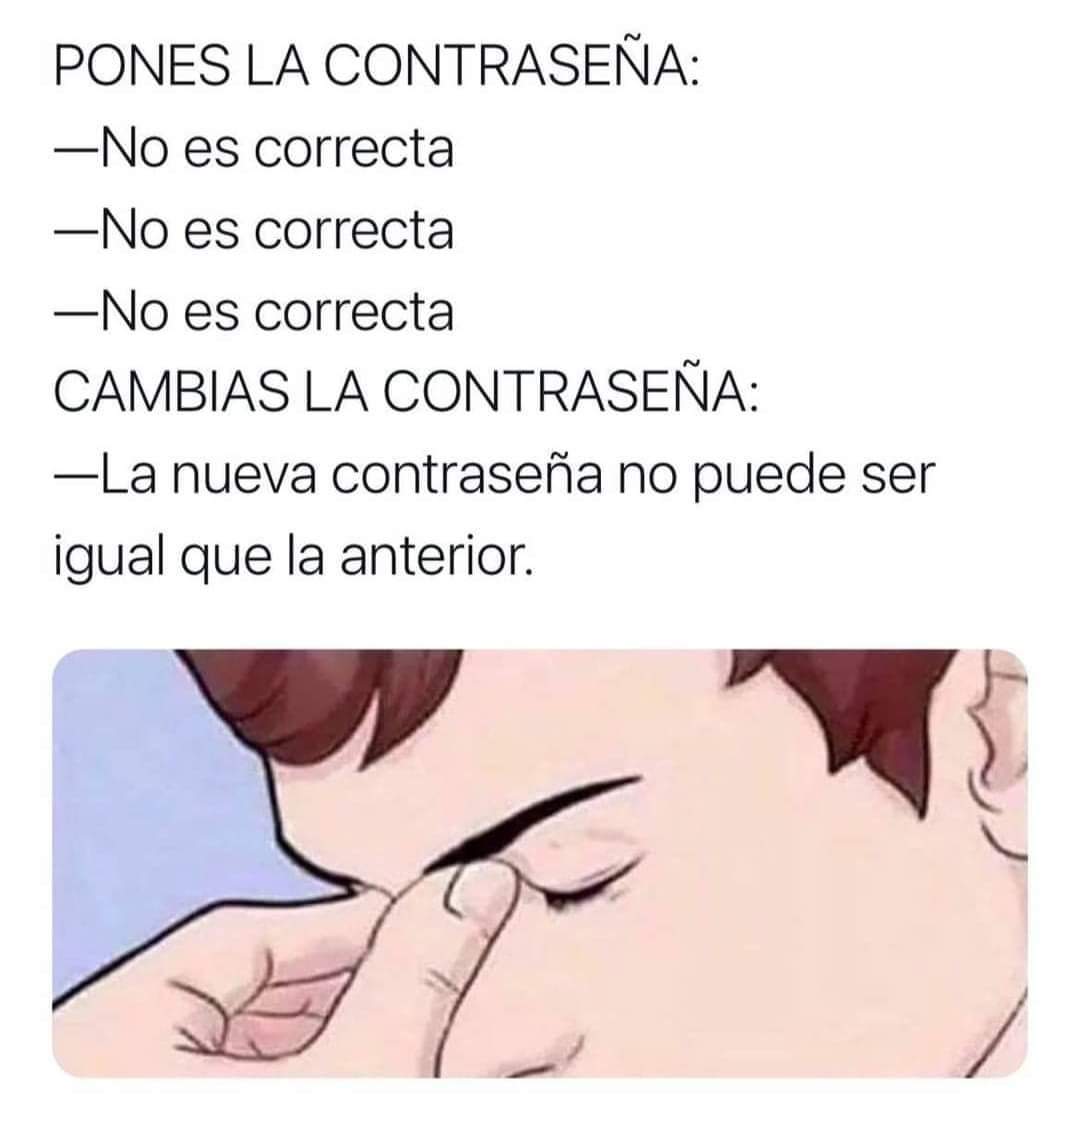 PONES LA CONTRASEÑA:
—No es correcta
—No es correcta
—No es correcta
CAMBIAS LA CONTRASEÑA:
—La nueva contraseña no puede ser
igual que la anterior.